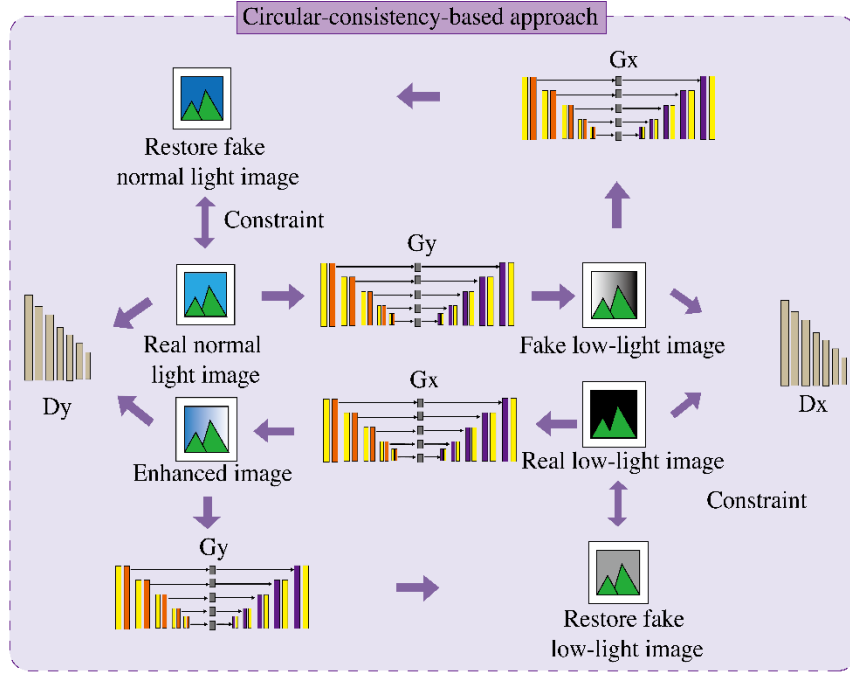 Circular-consistency-based approach
Gx
Restore fake
normal light image
Constraint
Gy
Real normal
light image
Fake low-light image
Dy
Gx
Dx
Enhanced image
Real low-light image
Constraint
Gy
Restore fake
low-light image